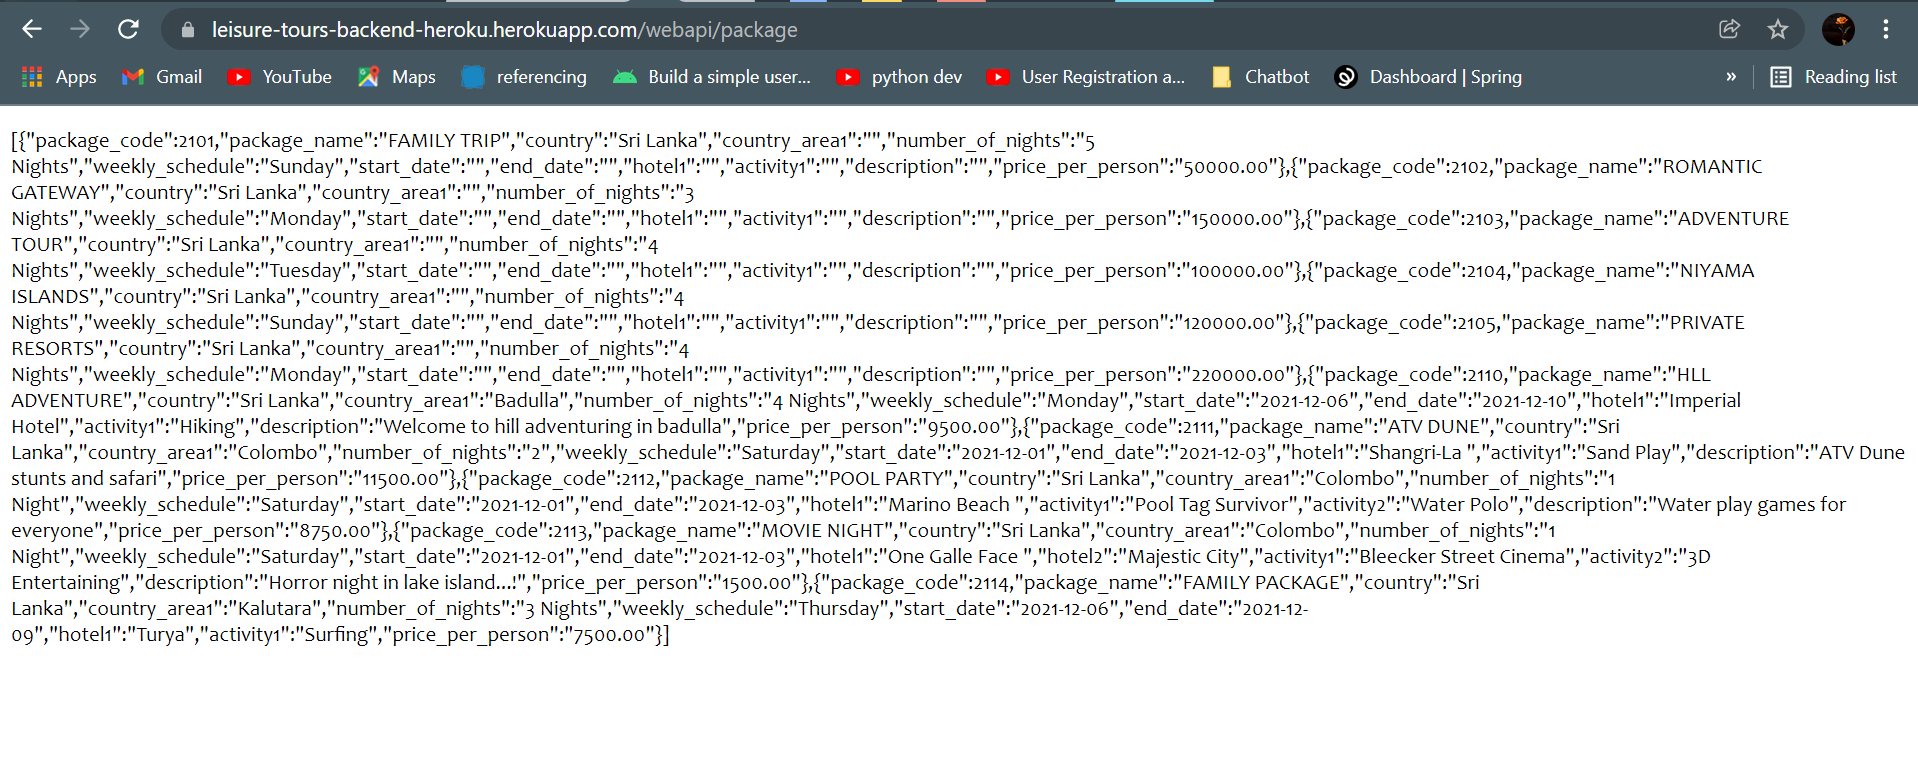 leisure-tours-backend-heroku.herokuapp.com/webapi/package
Apps Gmail YouTube Maps referencing Build a simple user... python dev User Registration a... Chatbot Dashboard | Spring » Reading list
[{"package_code":2101,"package_name":"FAMILY TRIP","country":"Sri Lanka","country_area1":"","number_of_nights":"5
Nights","weekly_schedule":"Sunday","start_date":"","end_date":"","hotel1":"","activity1":"","description":"","price_per_person":"50000.00"},{"package_code":2102,"package_name":"ROMANTIC
GATEWAY","country":"Sri Lanka","country_area1":"","number_of_nights":"3
Nights","weekly_schedule":"Monday","start_date":"","end_date":"","hotel1":"","activity1":"","description":"","price_per_person":"150000.00"},{"package_code":2103,"package_name":"ADVENTURE
TOUR","country":"Sri Lanka","country_area1":"","number_of_nights":"4
Nights","weekly_schedule":"Tuesday","start_date":"","end_date":"","hotel1":"","activity1":"","description":"","price_per_person":"100000.00"},{"package_code":2104,"package_name":"NIYAMA
ISLANDS","country":"Sri Lanka","country_area1":"","number_of_nights":"4
Nights","weekly_schedule":"Sunday","start_date":"","end_date":"","hotel1":"","activity1":"","description":"","price_per_person":"120000.00"},{"package_code":2105,"package_name":"PRIVATE
RESORTS","country":"Sri Lanka","country_area1":"","number_of_nights":"4
Nights","weekly_schedule":"Monday","start_date":"","end_date":"","hotel1":"","activity1":"","description":"","price_per_person":"220000.00"},{"package_code":2110,"package_name":"HLL
ADVENTURE","country":"Sri Lanka","country_area1":"Badulla","number_of_nights":"4 Nights","weekly_schedule":"Monday","start_date":"2021-12-06","end_date":"2021-12-10","hotel1":"Imperial
Hotel","activity1":"Hiking","description":"Welcome to hill adventuring in badulla","price_per_person":"9500.00"},{"package_code":2111,"package_name":"ATV DUNE","country":"Sri
Lanka","country_area1":"Colombo","number_of_nights":"2","weekly_schedule":"Saturday","start_date":"2021-12-01","end_date":"2021-12-03","hotel1":"Shangri-La ","activity1":"Sand Play","description":"ATV Dune
stunts and safari","price_per_person":"11500.00"},{"package_code":2112,"package_name":"POOL PARTY","country":"Sri Lanka","country_area1":"Colombo","number_of_nights":"1
Night","weekly_schedule":"Saturday","start_date":"2021-12-01","end_date":"2021-12-03","hotel1":"Marino Beach ","activity1":"Pool Tag Survivor","activity2":"Water Polo","description":"Water play games for
everyone","price_per_person":"8750.00"},{"package_code":2113,"package_name":"MOVIE NIGHT","country":"Sri Lanka","country_area1":"Colombo","number_of_nights":"1
Night","weekly_schedule":"Saturday","start_date":"2021-12-01","end_date":"2021-12-03","hotel1":"One Galle Face ","hotel2":"Majestic City","activity1":"Bleecker Street Cinema","activity2":"3D
Entertaining","description":"Horror night in lake island...!","price_per_person":"1500.00"},{"package_code":2114,"package_name":"FAMILY PACKAGE","country":"Sri
Lanka","country_area1":"Kalutara","number_of_nights":"3 Nights","weekly_schedule":"Thursday","start_date":"2021-12-06","end_date":"2021-12-
09","hotel1":"Turya","activity1":"Surfing","price_per_person":"7500.00"}]